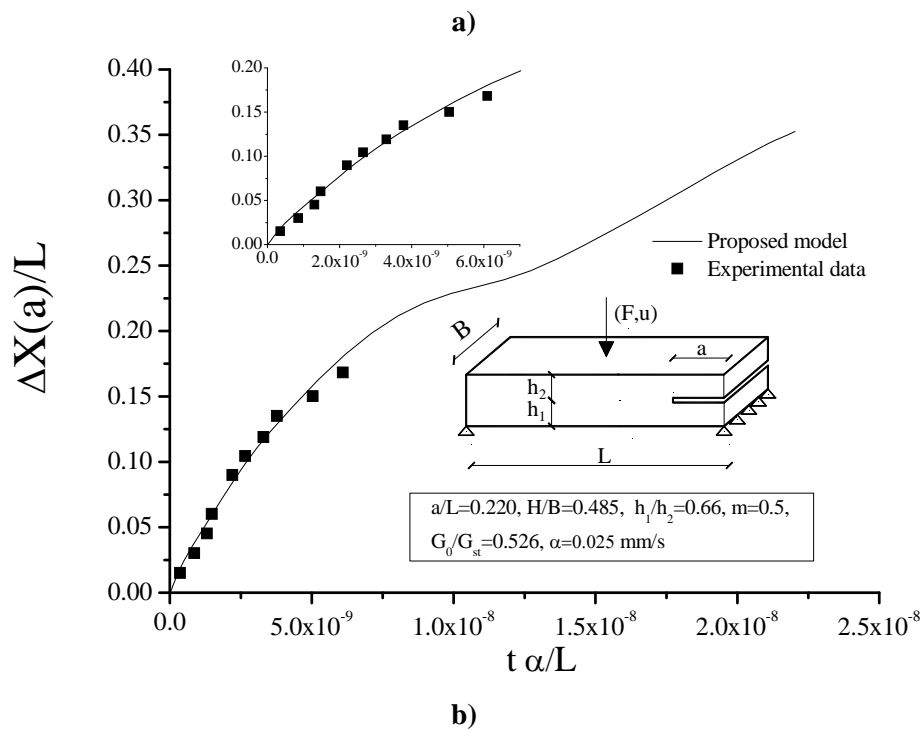 a)
0.40
0.35
0.30
0.25
0.20
0.15
0.10
0.05
0.00
ΔX(a)/L
0.20
0.15
0.10
0.05
0.00
0.0 2.0x10⁻⁹ 4.0x10⁻⁹ 6.0x10⁻⁹
Proposed model
Experimental data
(F,u)
B
a
h₂
h₁
L
a/L=0.220, H/B=0.485, h₁/h₂=0.66, m=0.5,
G₀/Gₛₜ=0.526, α=0.025 mm/s
0.0 5.0x10⁻⁹ 1.0x10⁻⁸ 1.5x10⁻⁸ 2.0x10⁻⁸ 2.5x10⁻⁸
t α/L
b)